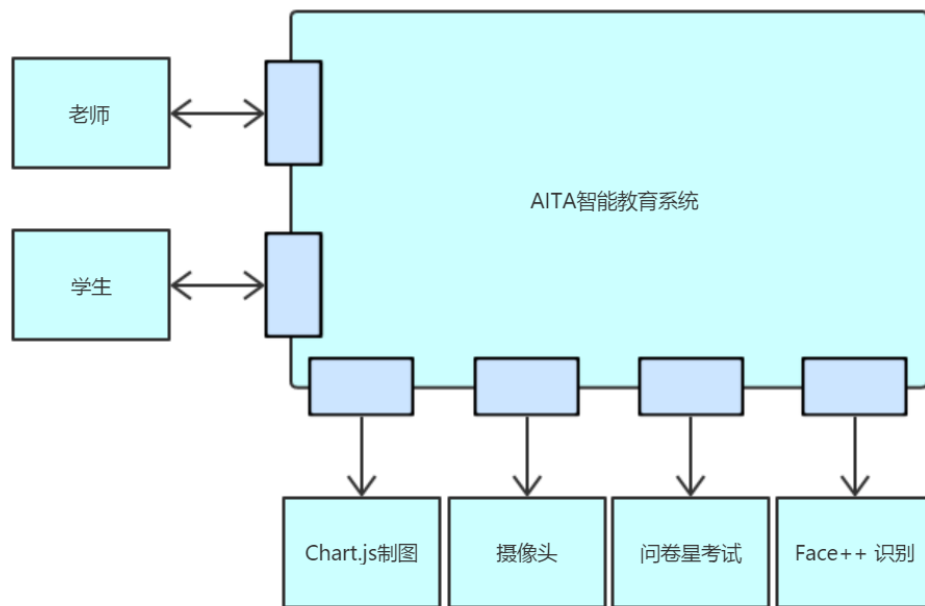 老师
AITA智能教育系统
学生
Chart.js制图
摄像头
问卷星考试
Face++ 识别